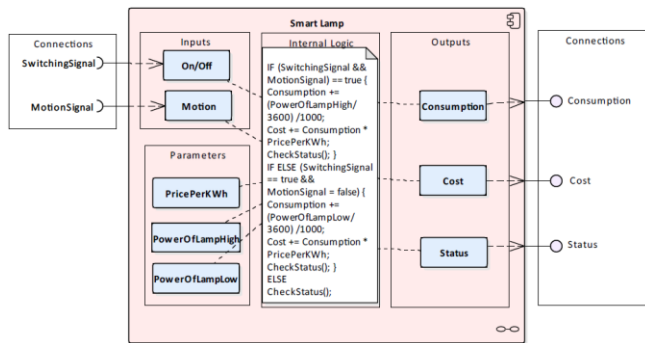 Smart Lamp
Connections
SwitchingSignal
MotionSignal
Inputs
On/Off
Motion
Parameters
PricePerKWh
PowerOfLampHigh
PowerOfLampLow
Internal Logic
IF (SwitchingSignal &&
MotionSignal) == true {
Consumption +=
(PowerOfLampHigh/
3600) /1000;
Cost += Consumption *
PricePerKWh;
CheckStatus(); }
IF ELSE (SwitchingSignal
== true &&
MotionSignal = false) {
Consumption +=
(PowerOfLampLow/
3600) /1000;
Cost += Consumption *
PricePerKWh;
CheckStatus(); }
ELSE
CheckStatus();
Outputs
Consumption
Cost
Status
Connections
Consumption
Cost
Status